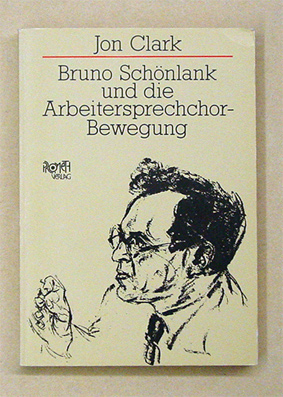 Jon Clark
Bruno Schönlank
und die
Arbeitersprechchor-
Bewegung
VERLAG